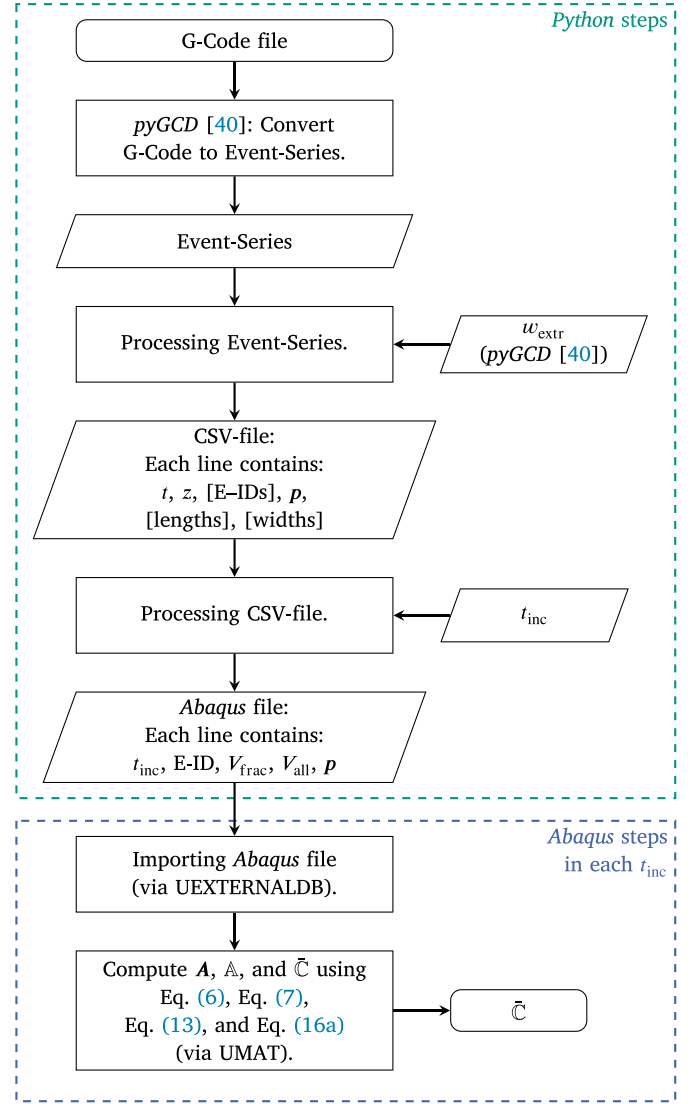 Python steps
G-Code file
pyGCD [40]: Convert
G-Code to Event-Series.
Event-Series
Processing Event-Series.
w_extr
(pyGCD [40])
CSV-file:
Each line contains:
t, z, [E–IDs], p,
[lengths], [widths]
Processing CSV-file.
t_inc
Abaqus file:
Each line contains:
t_inc, E-ID, V_frac, V_all, p
Abaqus steps
in each t_inc
Importing Abaqus file
(via UEXTERNALDB).
Compute A, 𝔸, and ℂ̄ using
Eq. (6), Eq. (7),
Eq. (13), and Eq. (16a)
(via UMAT).
ℂ̄